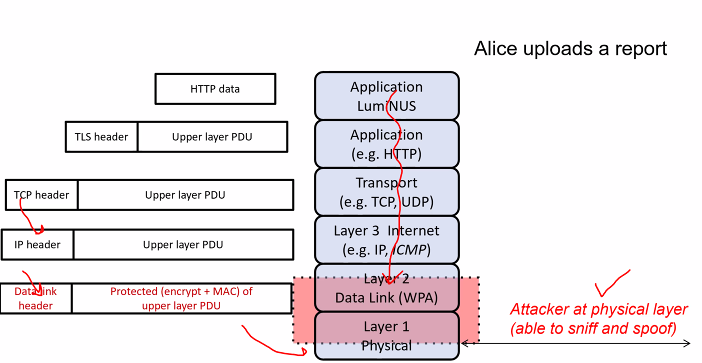 Alice uploads a report
HTTP data
Application
LumiNUS
TLS header
Upper layer PDU
Application
(e.g. HTTP)
TCP header
Upper layer PDU
Transport
(e.g. TCP, UDP)
IP header
Upper layer PDU
Layer 3 Internet
(e.g. IP, ICMP)
Data link
header
Protected (encrypt + MAC) of
upper layer PDU
Layer 2
Data Link (WPA)
Layer 1
Physical
Attacker at physical layer
(able to sniff and spoof)